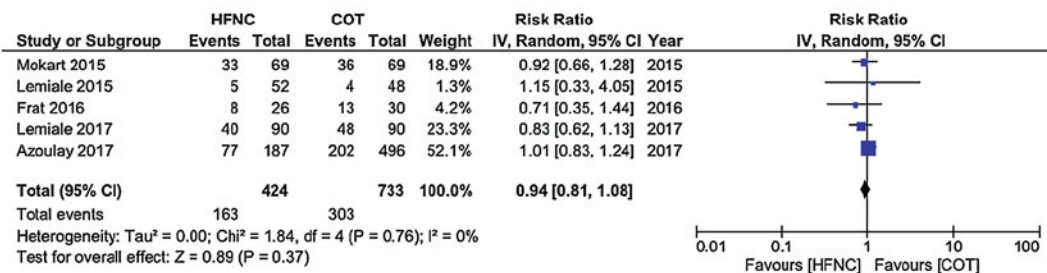 HFNC COT Risk Ratio Risk Ratio
Study or Subgroup Events Total Events Total Weight IV, Random, 95% CI Year IV, Random, 95% CI
Mokart 2015 33 69 36 69 18.9% 0.92 [0.66, 1.28] 2015
Lemiale 2015 5 52 4 48 1.3% 1.15 [0.33, 4.05] 2015
Frat 2016 8 26 13 30 4.2% 0.71 [0.35, 1.44] 2016
Lemiale 2017 40 90 48 90 23.3% 0.83 [0.62, 1.13] 2017
Azoulay 2017 77 187 202 496 52.1% 1.01 [0.83, 1.24] 2017
Total (95% CI) 424 733 100.0% 0.94 [0.81, 1.08]
Total events 163 303
Heterogeneity: Tau² = 0.00; Chi² = 1.84, df = 4 (P = 0.76); I² = 0%
Test for overall effect: Z = 0.89 (P = 0.37)
0.01 0.1 1 10 100
Favours [HFNC] Favours [COT]